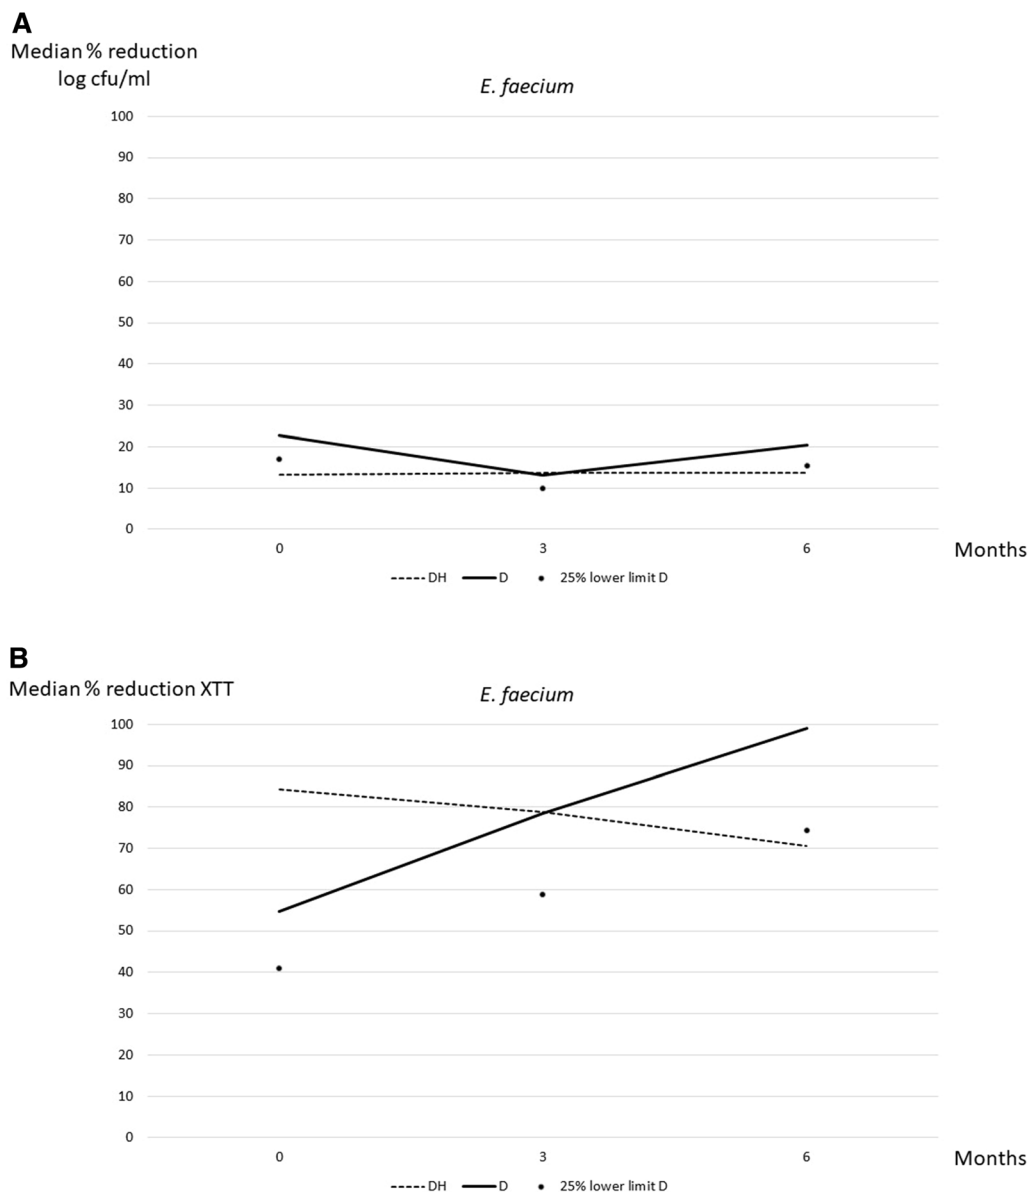 A
Median % reduction
log cfu/ml
E. faecium
100
90
80
70
60
50
40
30
20
10
0
0 3 6
Months
DH D 25% lower limit D
B
Median % reduction XTT
E. faecium
100
90
80
70
60
50
40
30
20
10
0
0 3 6
Months
DH D 25% lower limit D